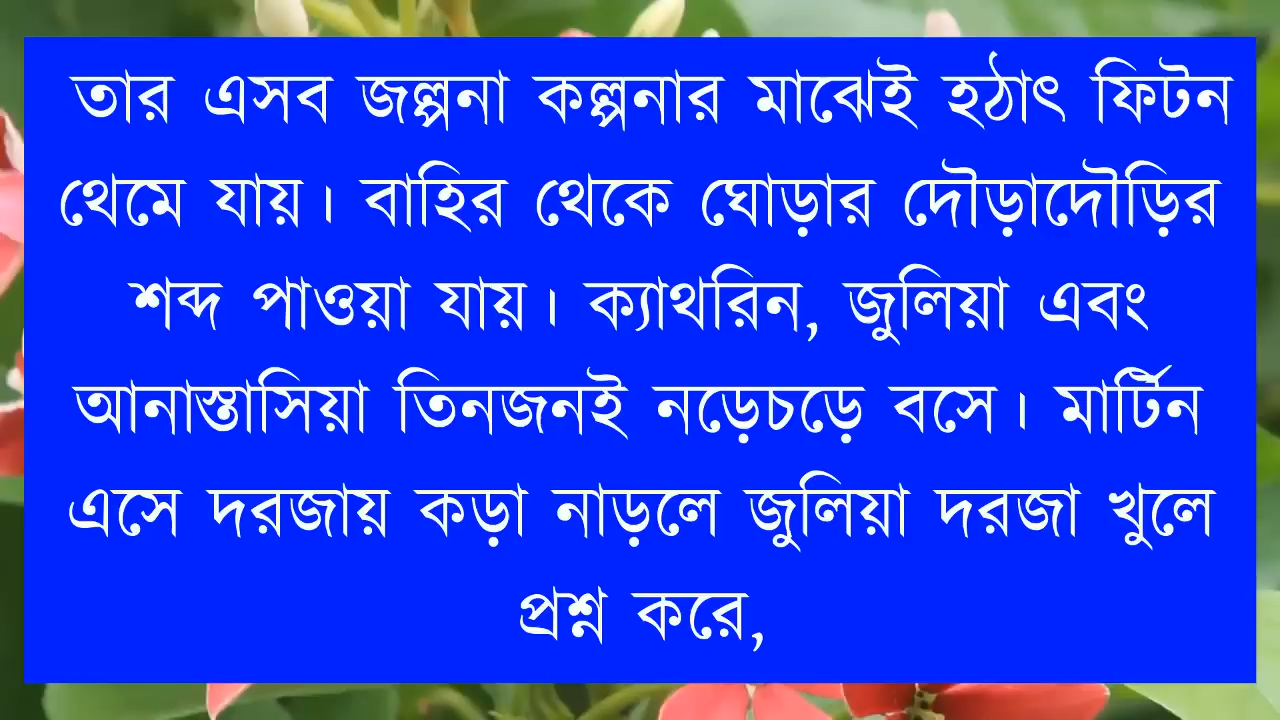 তার এসব জল্পনা কল্পনার মাঝেই হঠাৎ ফিটন
থেমে যায়। বাহির থেকে ঘোড়ার দৌড়াদৌড়ির
শব্দ পাওয়া যায়। ক্যাথরিন, জুলিয়া এবং
আনাস্তাসিয়া তিনজনই নড়েচড়ে বসে। মার্টিন
এসে দরজায় কড়া নাড়লে জুলিয়া দরজা খুলে
প্রশ্ন করে,